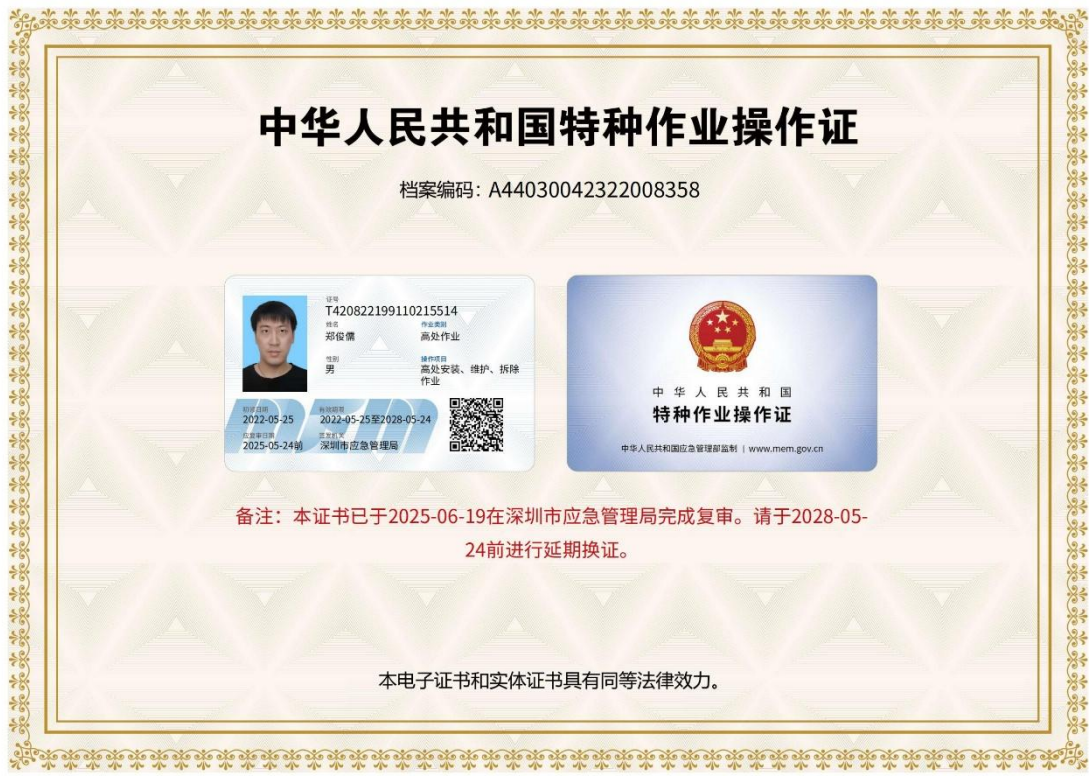 中华人民共和国特种作业操作证
档案编码：A44030042322008358
证号
T420822199110215514
姓名
郑俊儒
作业类别
高处作业
性别
男
操作项目
高处安装、维护、拆除
作业
初领日期
2022-05-25
有效期限
2022-05-25至2028-05-24
应复审日期
2025-05-24前
签发机关
深圳市应急管理局
中华人民共和国
特种作业操作证
中华人民共和国应急管理部监制 | www.mem.gov.cn
备注：本证书已于2025-06-19在深圳市应急管理局完成复审。请于2028-05-
24前进行延期换证。
本电子证书和实体证书具有同等法律效力。